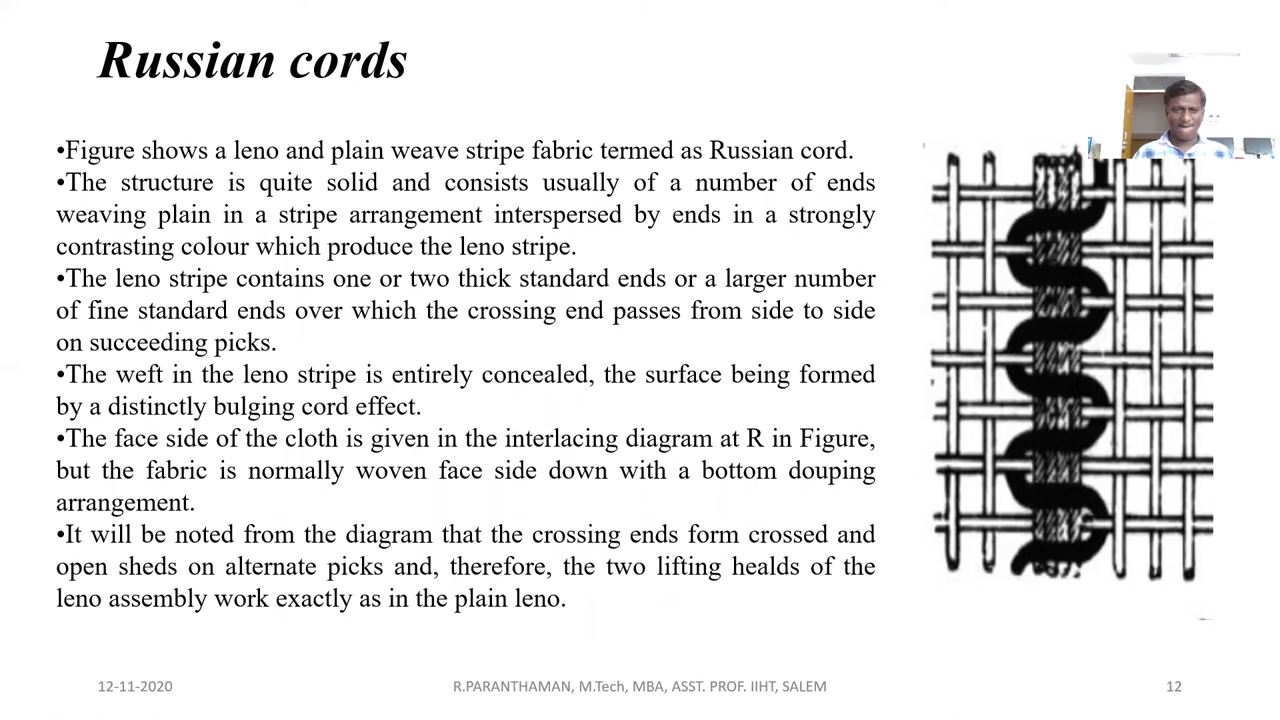 Russian cords
•Figure shows a leno and plain weave stripe fabric termed as Russian cord.
•The structure is quite solid and consists usually of a number of ends
weaving plain in a stripe arrangement interspersed by ends in a strongly
contrasting colour which produce the leno stripe.
•The leno stripe contains one or two thick standard ends or a larger number
of fine standard ends over which the crossing end passes from side to side
on succeeding picks.
•The weft in the leno stripe is entirely concealed, the surface being formed
by a distinctly bulging cord effect.
•The face side of the cloth is given in the interlacing diagram at R in Figure,
but the fabric is normally woven face side down with a bottom douping
arrangement.
•It will be noted from the diagram that the crossing ends form crossed and
open sheds on alternate picks and, therefore, the two lifting healds of the
leno assembly work exactly as in the plain leno.
12-11-2020
R.PARANTHAMAN, M.Tech, MBA, ASST. PROF. IIHT, SALEM
12